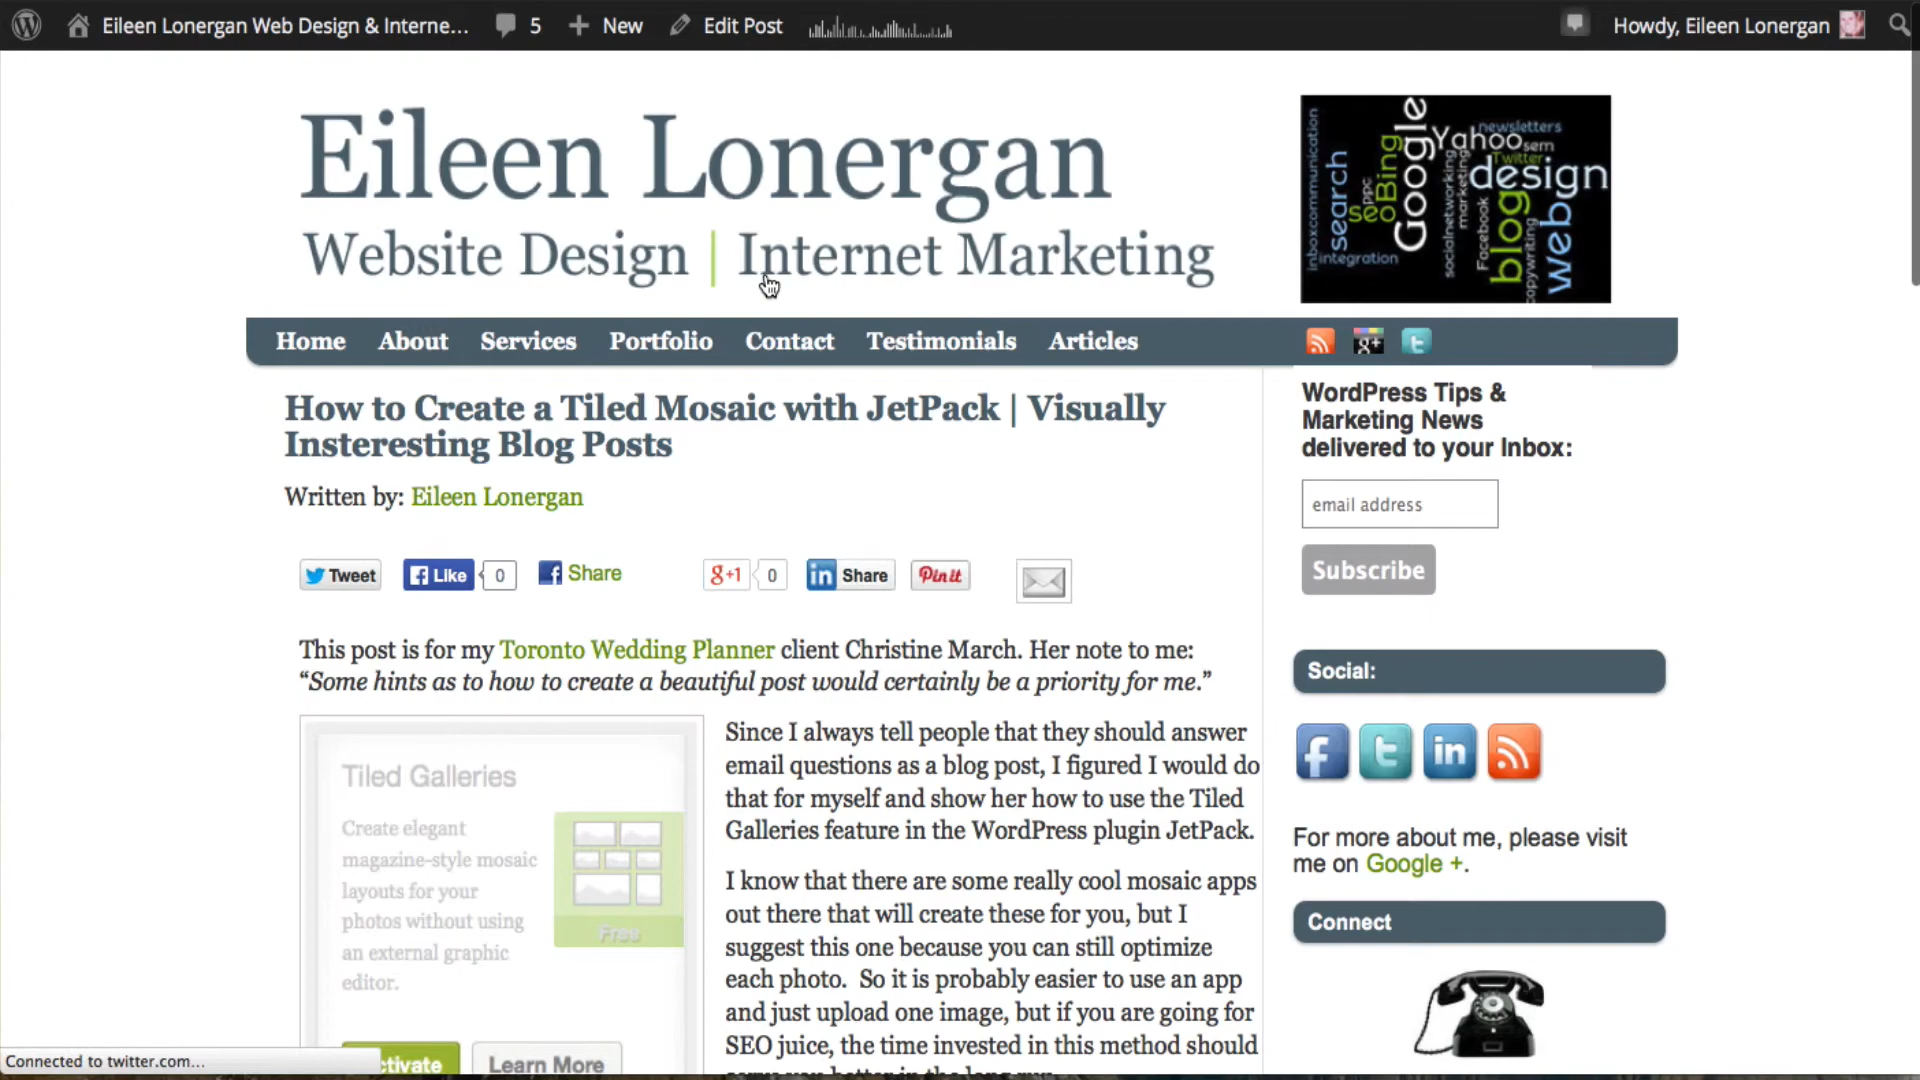 Eileen Lonergan Web Design & Interne... 5 New Edit Post Howdy, Eileen Lonergan
Eileen Lonergan
Website Design | Internet Marketing
inboxcommunication search integration seo ppc Bing Google Yahoo newsletters sem Twitter design marketing socialnetworking Facebook blog copywriting web
Home About Services Portfolio Contact Testimonials Articles
How to Create a Tiled Mosaic with JetPack | Visually
Insteresting Blog Posts
Written by: Eileen Lonergan
Tweet Like 0 Share g+1 0 in Share Pin it
This post is for my Toronto Wedding Planner client Christine March. Her note to me:
“Some hints as to how to create a beautiful post would certainly be a priority for me.”
Tiled Galleries
Create elegant
magazine-style mosaic
layouts for your
photos without using
an external graphic
editor.
Free
ctivate Learn More
Since I always tell people that they should answer
email questions as a blog post, I figured I would do
that for myself and show her how to use the Tiled
Galleries feature in the WordPress plugin JetPack.
I know that there are some really cool mosaic apps
out there that will create these for you, but I
suggest this one because you can still optimize
each photo.  So it is probably easier to use an app
and just upload one image, but if you are going for
SEO juice, the time invested in this method should
WordPress Tips &
Marketing News
delivered to your Inbox:
email address
Subscribe
Social:
For more about me, please visit
me on Google +.
Connect
Connected to twitter.com...